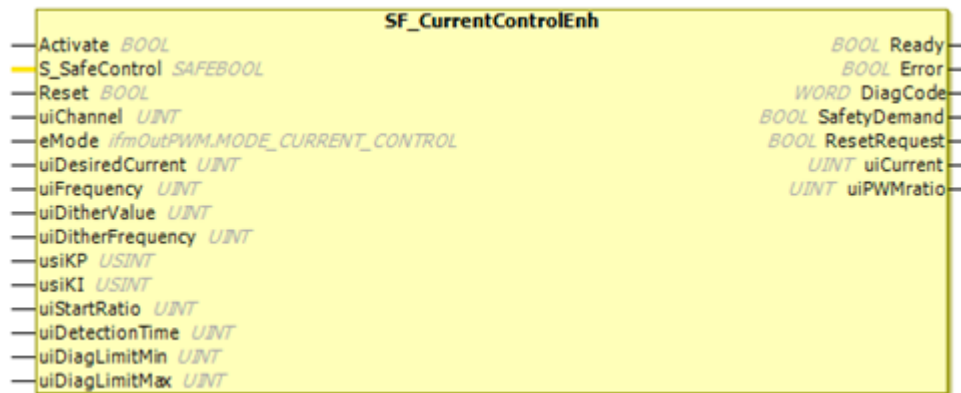 SF_CurrentControlEnh
Activate BOOL BOOL Ready
S_SafeControl SAFEBOOL BOOL Error
Reset BOOL WORD DiagCode
uiChannel UINT BOOL SafetyDemand
eMode ifmOutPWM.MODE_CURRENT_CONTROL BOOL ResetRequest
uiDesiredCurrent UINT UINT uiCurrent
uiFrequency UINT UINT uiPWMratio
uiDitherValue UINT
uiDitherFrequency UINT
usiKP USINT
usiKI USINT
uiStartRatio UINT
uiDetectionTime UINT
uiDiagLimitMin UINT
uiDiagLimitMax UINT